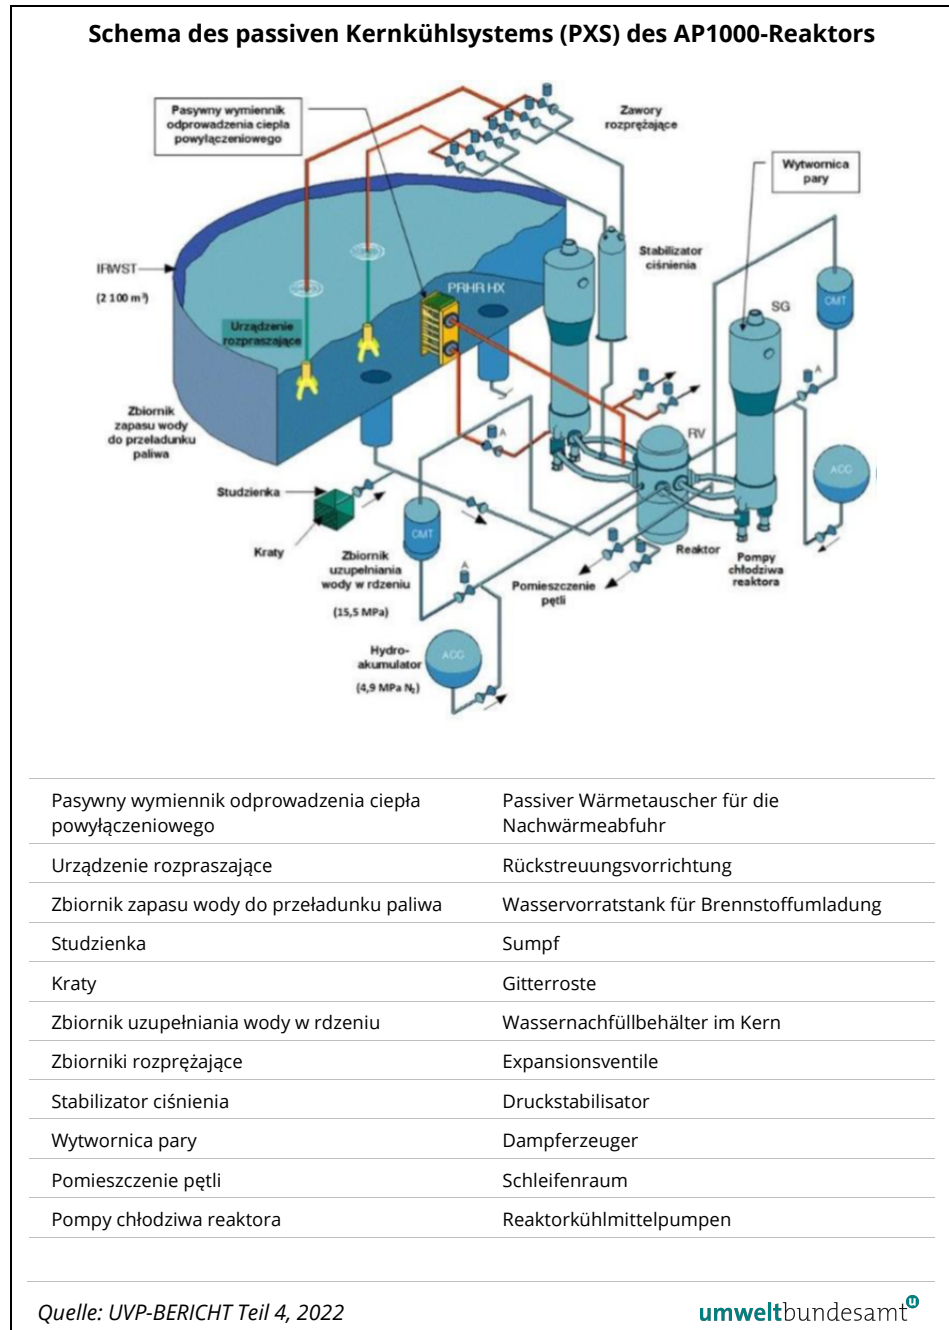 Schema des passiven Kernkühlsystems (PXS) des AP1000-Reaktors
Pasywny wymiennik
odprowadzenia ciepła
powyłączeniowego
Zawory
rozprężające
Wytwornica
pary
IRWST
(2 100 m³)
PRHR HX
Stabilizator
ciśnienia
CMT
SG
Urządzenie
rozpraszające
A
Zbiornik
zapasu wody
do przeładunku
paliwa
A
RV
ACC
Studzienka
Kraty
CMT
Zbiornik
uzupełniania
wody w rdzeniu
(15,5 MPa)
A
Reaktor
Pompy
chłodziwa
reaktora
Pomieszczenie
pętli
Hydro-
akumulator
(4,9 MPa N₂)
ACC
Pasywny wymiennik odprowadzenia ciepła Passiver Wärmetauscher für die
powyłączeniowego Nachwärmeabfuhr
Urządzenie rozpraszające Rückstreuungsvorrichtung
Zbiornik zapasu wody do przeładunku paliwa Wasservorratstank für Brennstoffumladung
Studzienka Sumpf
Kraty Gitterroste
Zbiornik uzupełniania wody w rdzeniu Wassernachfüllbehälter im Kern
Zbiorniki rozprężające Expansionsventile
Stabilizator ciśnienia Druckstabilisator
Wytwornica pary Dampferzeuger
Pomieszczenie pętli Schleifenraum
Pompy chłodziwa reaktora Reaktorkühlmittelpumpen
Quelle: UVP-BERICHT Teil 4, 2022
umweltbundesamt u